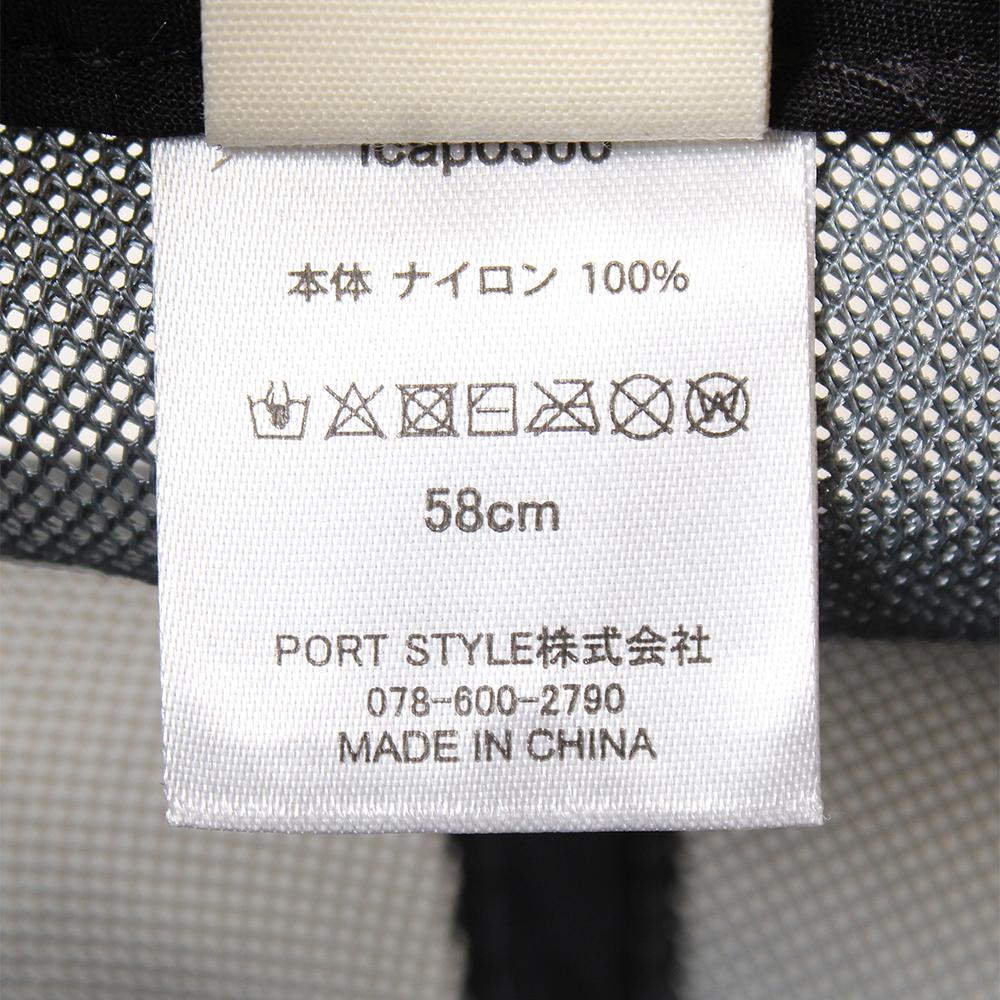 本体 ナイロン 100%
58cm
PORT STYLE株式会社
078-600-2790
MADE IN CHINA